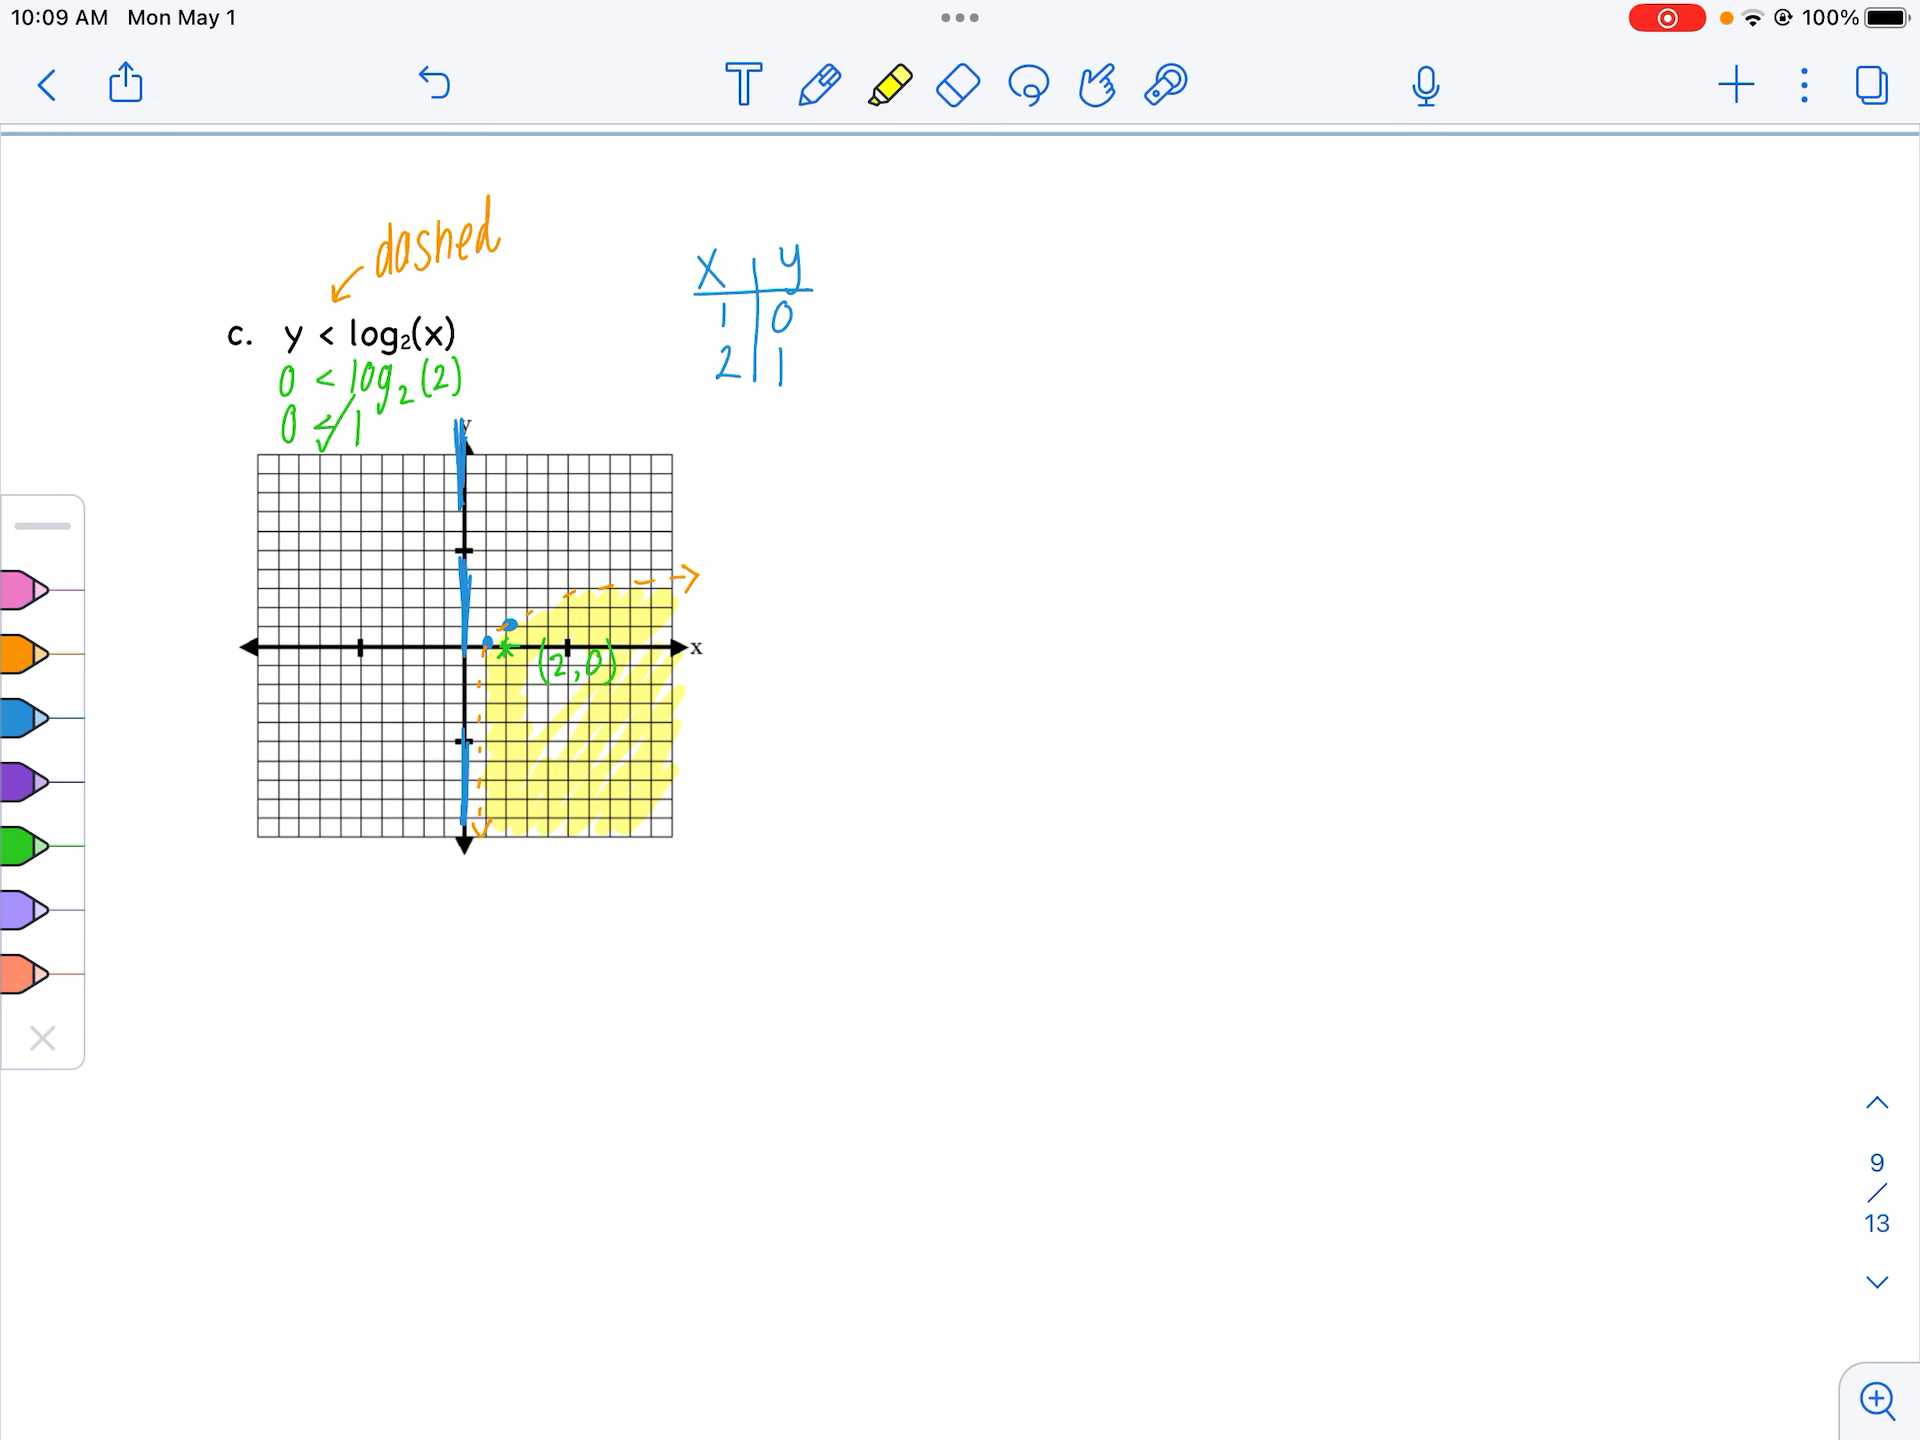 10:09 AM Mon May 1
100%
T
dashed
x y
1 0
2 1
c. y < log₂(x)
0 < log₂(2)
0 < 1
y
x
(2,0)
9
/
13